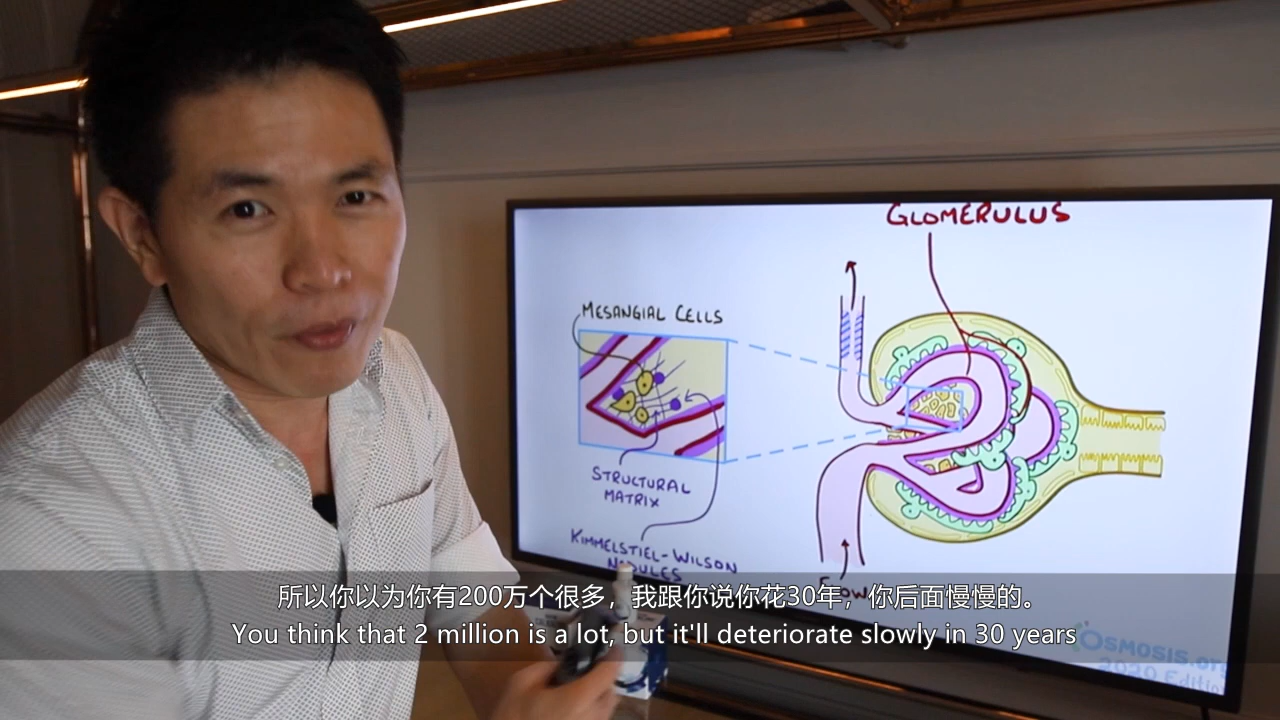 GLOMERULUS
MESANGIAL CELLS
STRUCTURAL
MATRIX
KIMMELSTIEL-WILSON
NODULES
FLOW
所以你以为你有200万个很多，我跟你说你花30年，你后面慢慢的。
You think that 2 million is a lot, but it'll deteriorate slowly in 30 years
OSMOSIS.org
2020 Edition